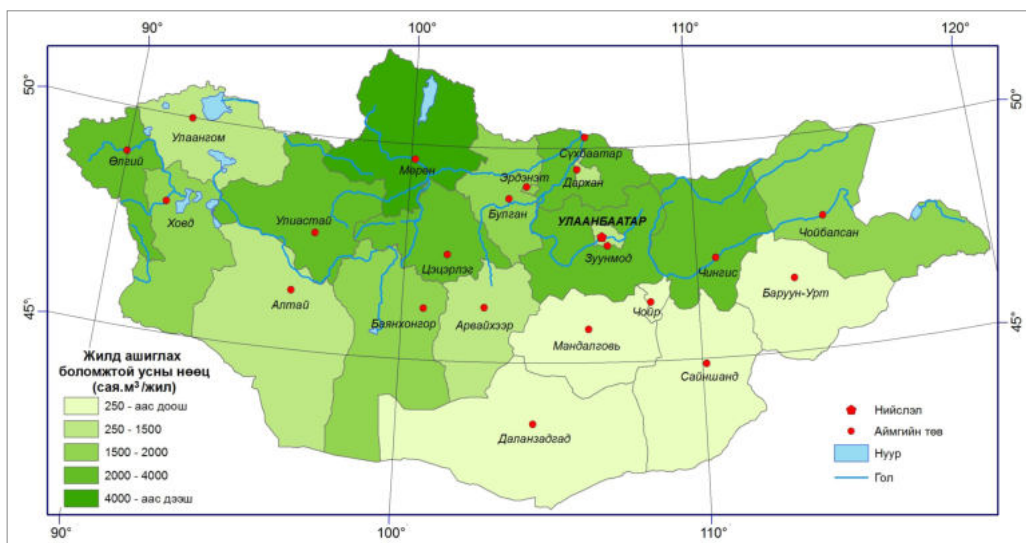 90° 100° 110° 120°
50° 50°
Улаангом
Өлгий
Ховд
Улиастай
Мөрөн
Эрдэнэт
Булган
Сүхбаатар
Дархан
УЛААНБААТАР
Зуунмод
Цэцэрлэг
Чойбалсан
Чингис
Баруун-Урт
Алтай
Баянхонгор
Арвайхээр
Чойр
Мандалговь
Сайншанд
Даланзадгад
45° 45°
Жилд ашиглах
боломжтой усны нөөц
(сая.м³/жил)
250 - аас доош
250 - 1500
1500 - 2000
2000 - 4000
4000 - аас дээш
Нийслэл
Аймгийн төв
Нуур
Гол
90° 100° 110°